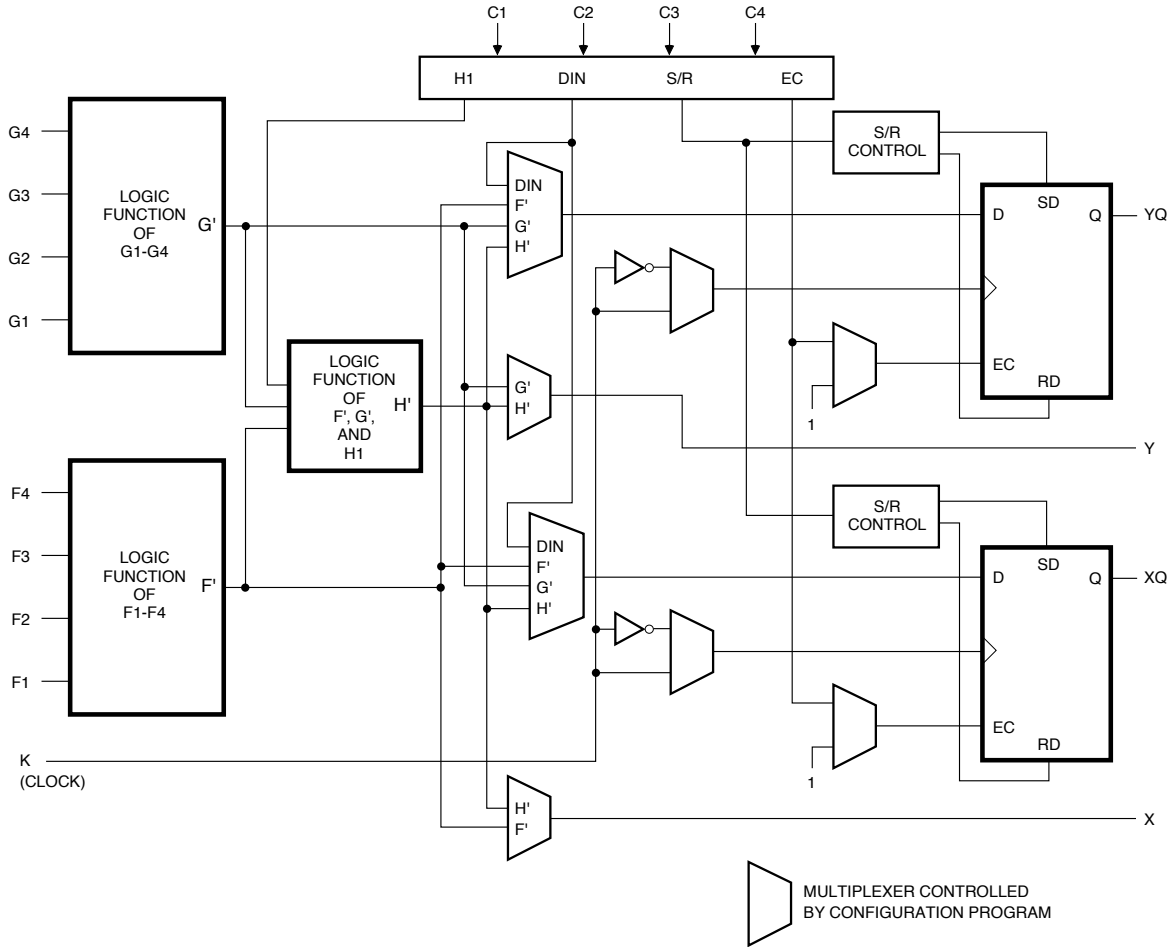 C1
C2
C3
C4
H1
DIN
S/R
EC
G4
G3
G2
G1
LOGIC
FUNCTION
OF
G1-G4
G'
DIN
F'
G'
H'
S/R
CONTROL
D
SD
Q
EC
RD
YQ
1
LOGIC
FUNCTION
OF
F', G',
AND
H1
H'
G'
H'
Y
F4
F3
F2
F1
LOGIC
FUNCTION
OF
F1-F4
F'
DIN
F'
G'
H'
S/R
CONTROL
D
SD
Q
EC
RD
XQ
1
K
(CLOCK)
H'
F'
X
MULTIPLEXER CONTROLLED
BY CONFIGURATION PROGRAM